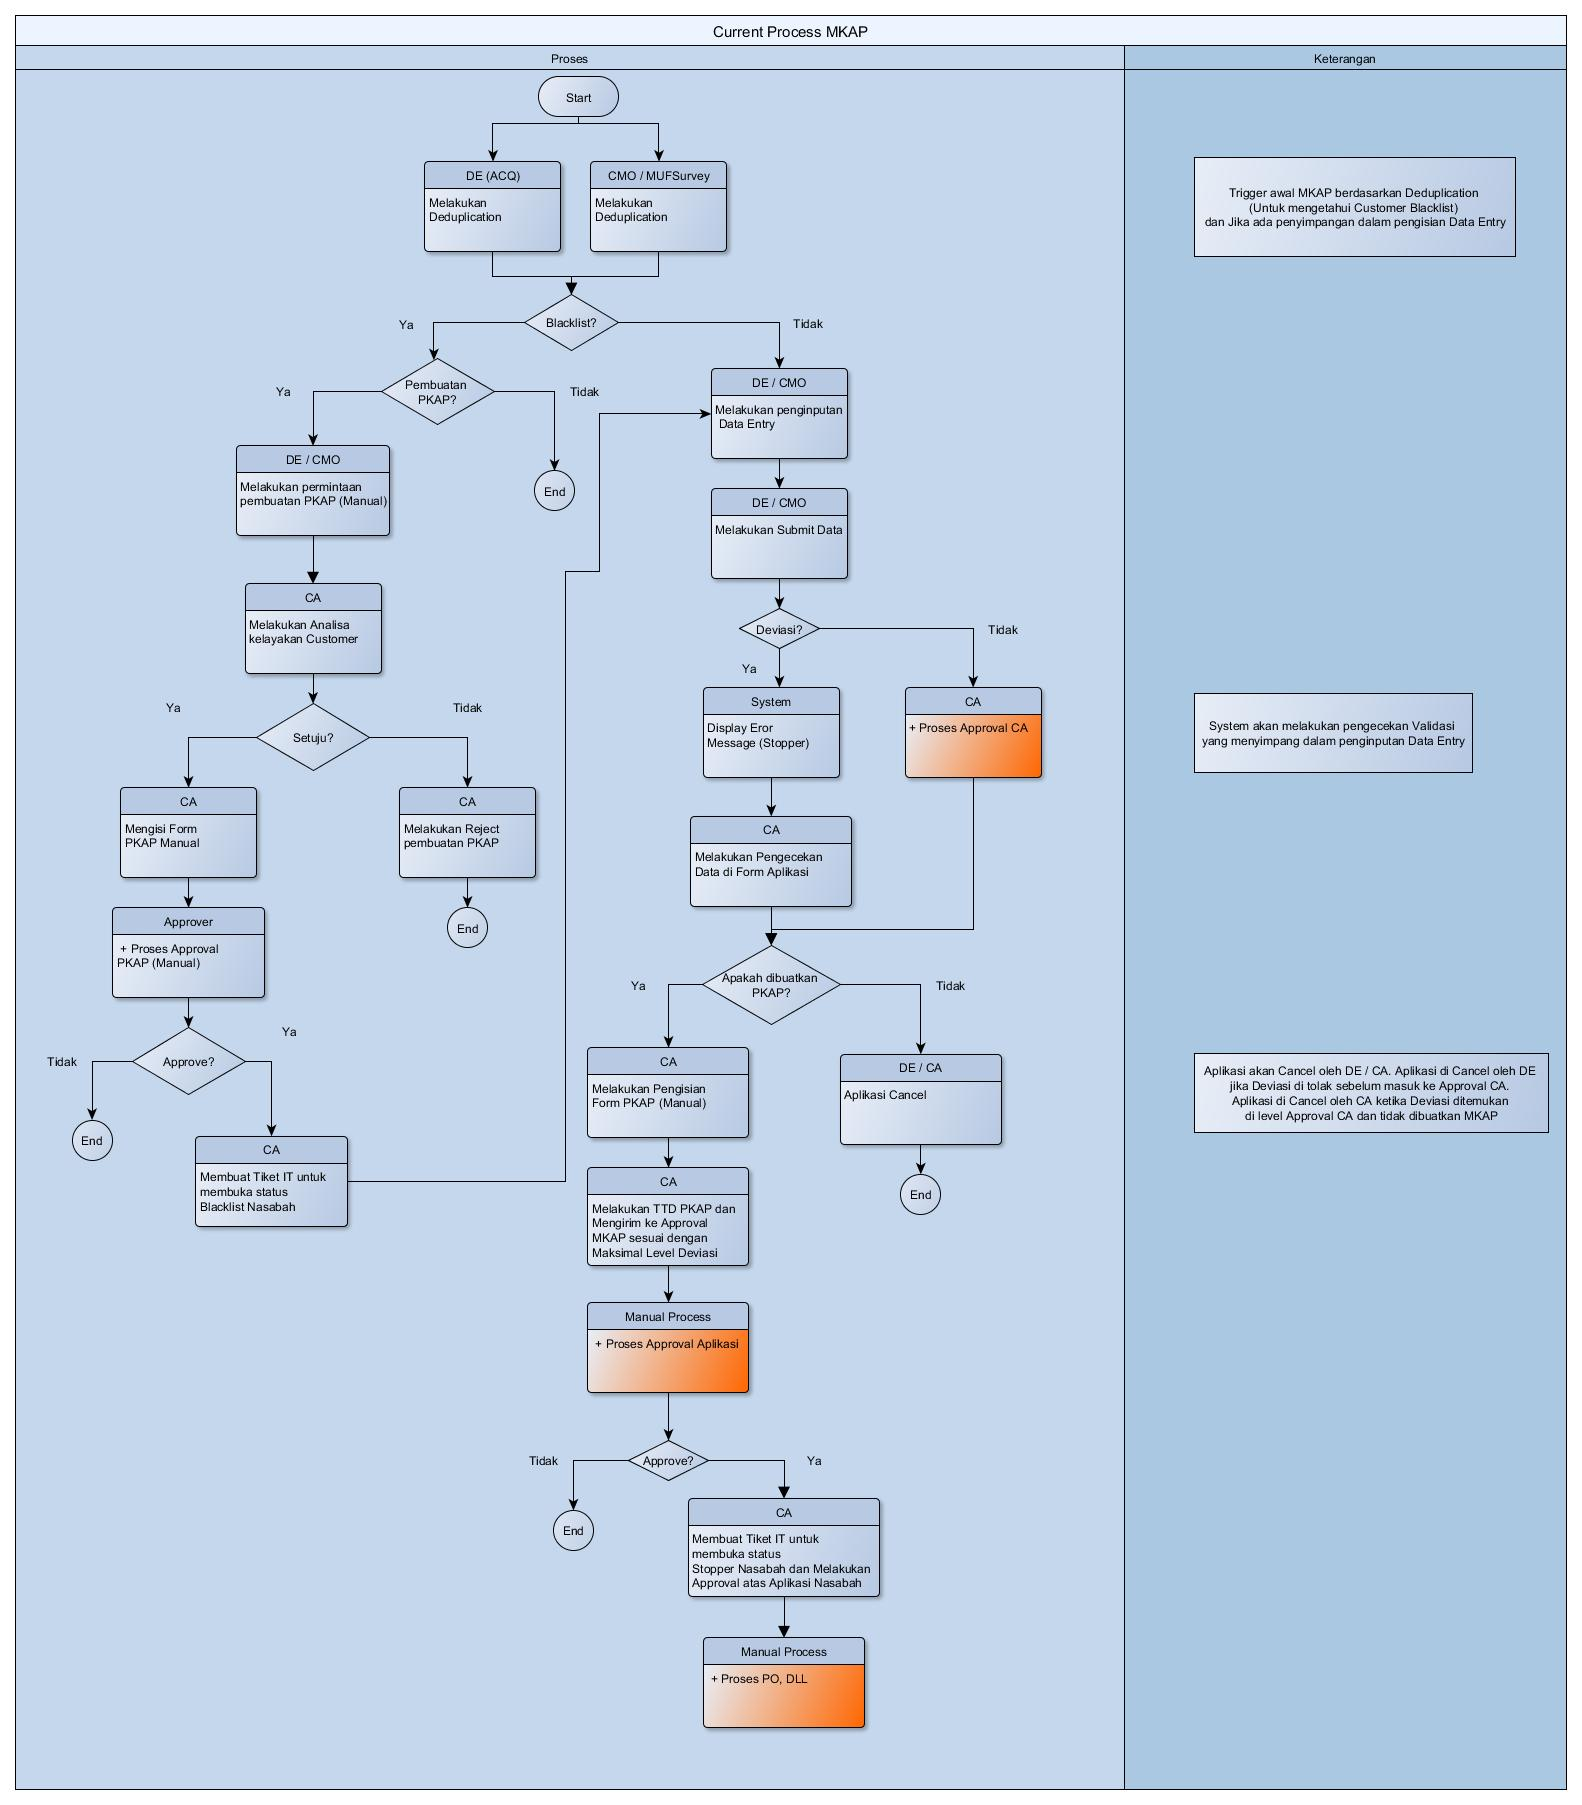 Current Process MKAP
Proses
Keterangan
Start
DE (ACQ)
Melakukan
Deduplication
CMO / MUFSurvey
Melakukan
Deduplication
Trigger awal MKAP berdasarkan Deduplication
(Untuk mengetahui Customer Blacklist)
dan Jika ada penyimpangan dalam pengisian Data Entry
Blacklist?
Ya
Tidak
Pembuatan
PKAP?
Ya
Tidak
End
DE / CMO
Melakukan permintaan
pembuatan PKAP (Manual)
CA
Melakukan Analisa
kelayakan Customer
Setuju?
Ya
Tidak
CA
Mengisi Form
PKAP Manual
CA
Melakukan Reject
pembuatan PKAP
End
Approver
+ Proses Approval
PKAP (Manual)
Approve?
Tidak
Ya
End
CA
Membuat Tiket IT untuk
membuka status
Blacklist Nasabah
DE / CMO
Melakukan penginputan
Data Entry
DE / CMO
Melakukan Submit Data
Deviasi?
Ya
Tidak
System
Display Eror
Message (Stopper)
CA
+ Proses Approval CA
System akan melakukan pengecekan Validasi
yang menyimpang dalam penginputan Data Entry
CA
Melakukan Pengecekan
Data di Form Aplikasi
Apakah dibuatkan
PKAP?
Ya
Tidak
CA
Melakukan Pengisian
Form PKAP (Manual)
DE / CA
Aplikasi Cancel
End
Aplikasi akan Cancel oleh DE / CA. Aplikasi di Cancel oleh DE
jika Deviasi di tolak sebelum masuk ke Approval CA.
Aplikasi di Cancel oleh CA ketika Deviasi ditemukan
di level Approval CA dan tidak dibuatkan MKAP
CA
Melakukan TTD PKAP dan
Mengirim ke Approval
MKAP sesuai dengan
Maksimal Level Deviasi
Manual Process
+ Proses Approval Aplikasi
Approve?
Tidak
Ya
End
CA
Membuat Tiket IT untuk
membuka status
Stopper Nasabah dan Melakukan
Approval atas Aplikasi Nasabah
Manual Process
+ Proses PO, DLL